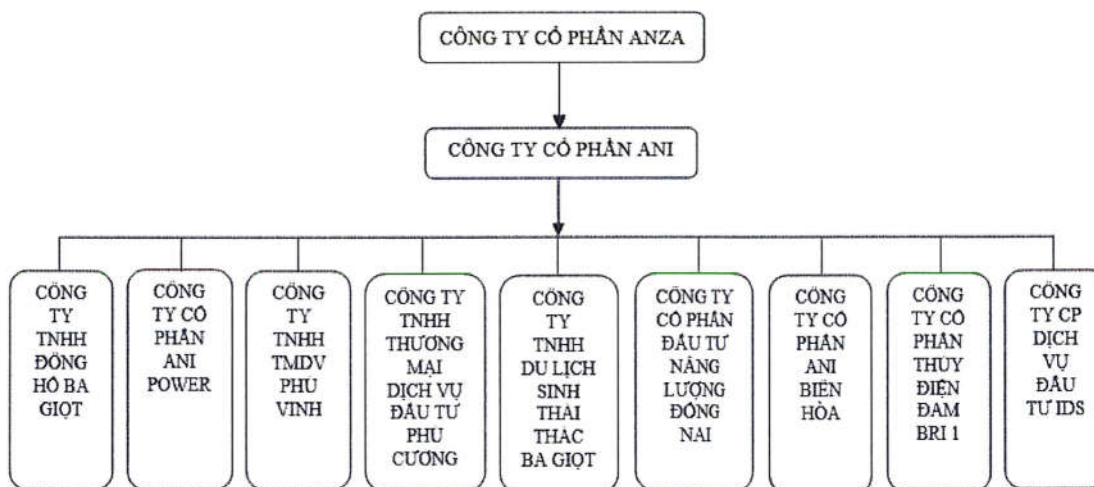 CÔNG TY CỔ PHẦN ANZA
CÔNG TY CỔ PHẦN ANI
CÔNG
TY
TNHH
ĐỒNG
HỒ BA
GIỌT
CÔNG
TY CỔ
PHẦN
ANI
POWER
CÔNG
TY
TNHH
TMDV
PHÚ
VINH
CÔNG TY
TNHH
THƯƠNG
MẠI
DỊCH VỤ
ĐẦU TƯ
PHÚ
CƯƠNG
CÔNG
TY
TNHH
DU LỊCH
SINH
THÁI
THÁC
BA GIỌT
CÔNG TY
CỔ PHẦN
ĐẦU TƯ
NĂNG
LƯỢNG
ĐỒNG
NAI
CÔNG
TY CỔ
PHẦN
ANI
BIÊN
HÒA
CÔNG
TY CỔ
PHẦN
THỦY
ĐIỆN
ĐAM
BRI 1
CÔNG
TY CP
DỊCH
VỤ
ĐẦU
TƯ IDS